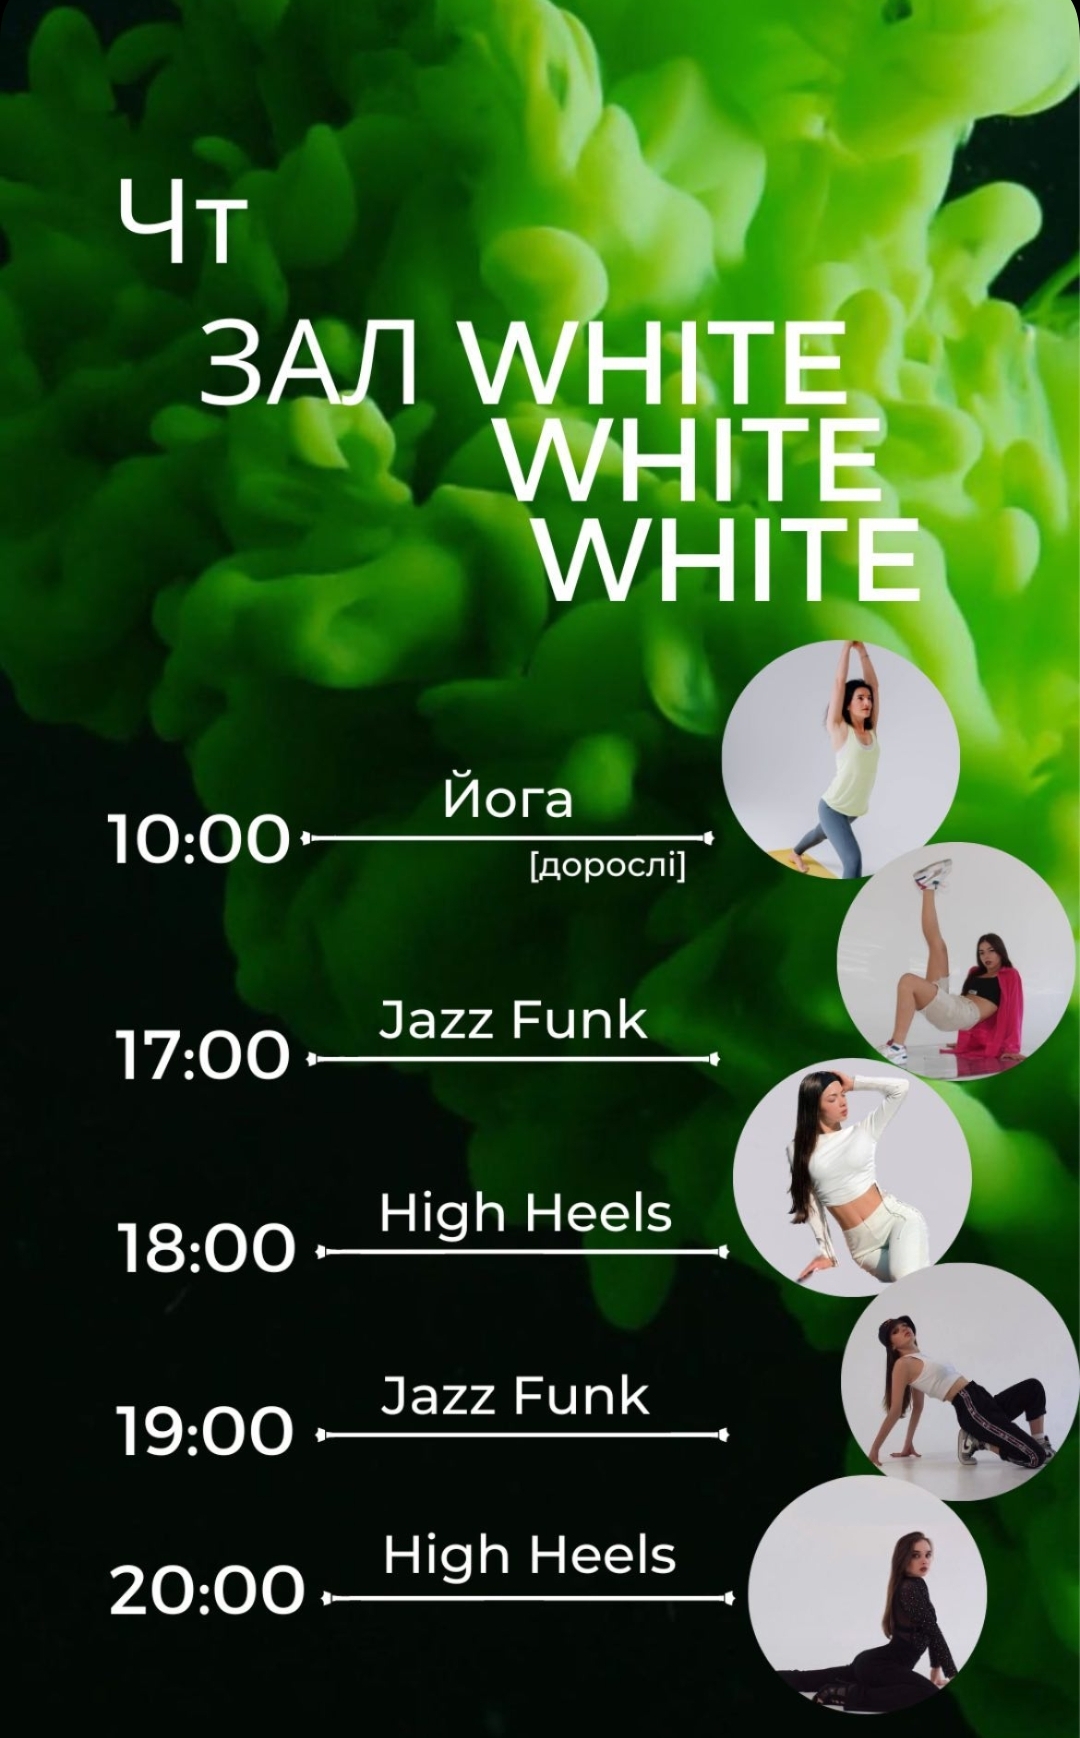 Чт
ЗАЛ WHITE
WHITE
WHITE
Йога
10:00
[дорослі]
Jazz Funk
17:00
High Heels
18:00
Jazz Funk
19:00
High Heels
20:00